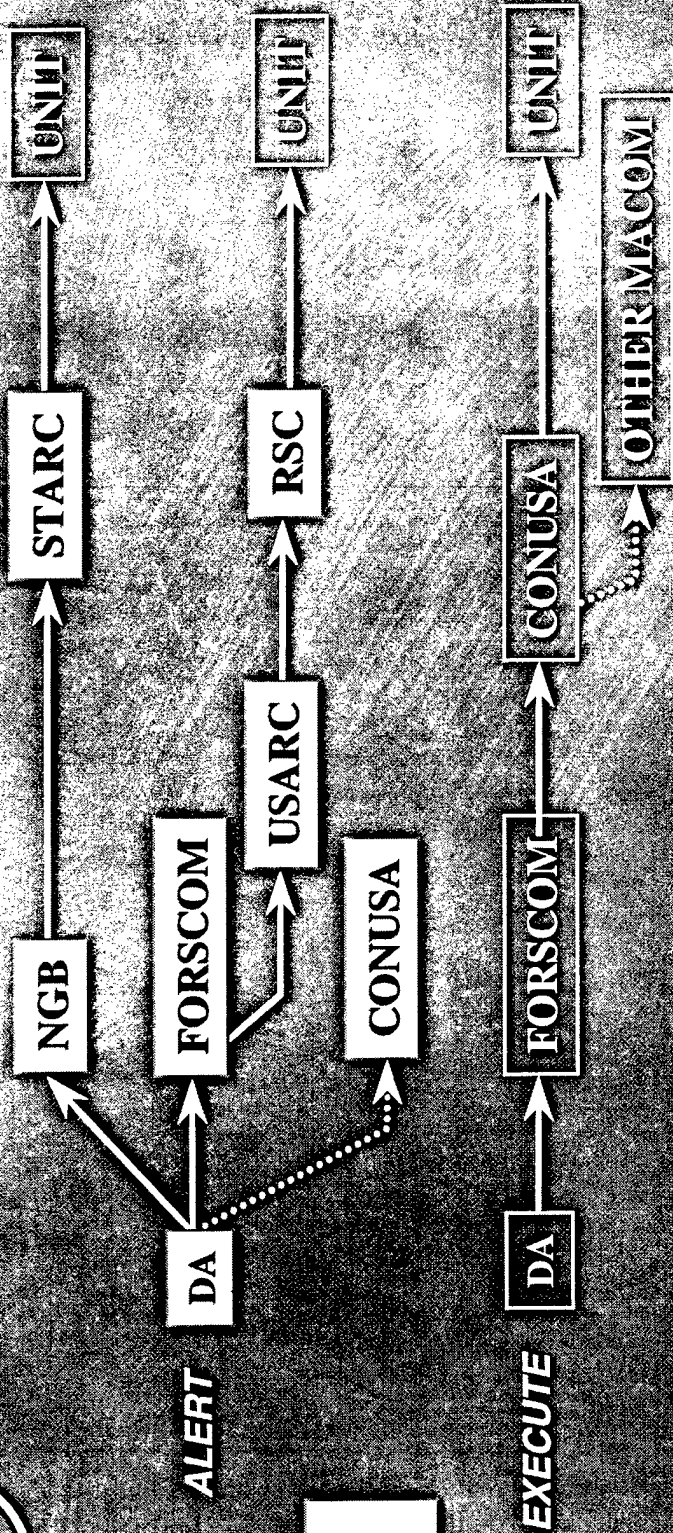 NGB
STARC
UNIT
ALERT
DA
FORSCOM
USARC
RSC
UNIT
CONUSA
EXECUTE
DA
FORSCOM
CONUSA
UNIT
OTHER MACOM